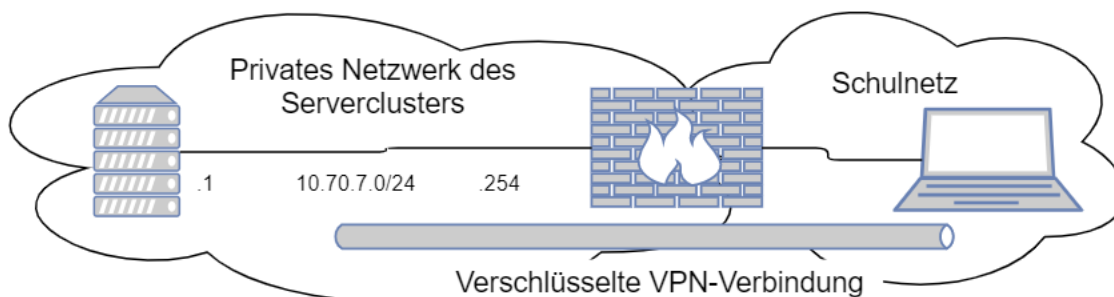 Privates Netzwerk des
Serverclusters
Schulnetz
.1
10.70.7.0/24
.254
Verschlüsselte VPN-Verbindung